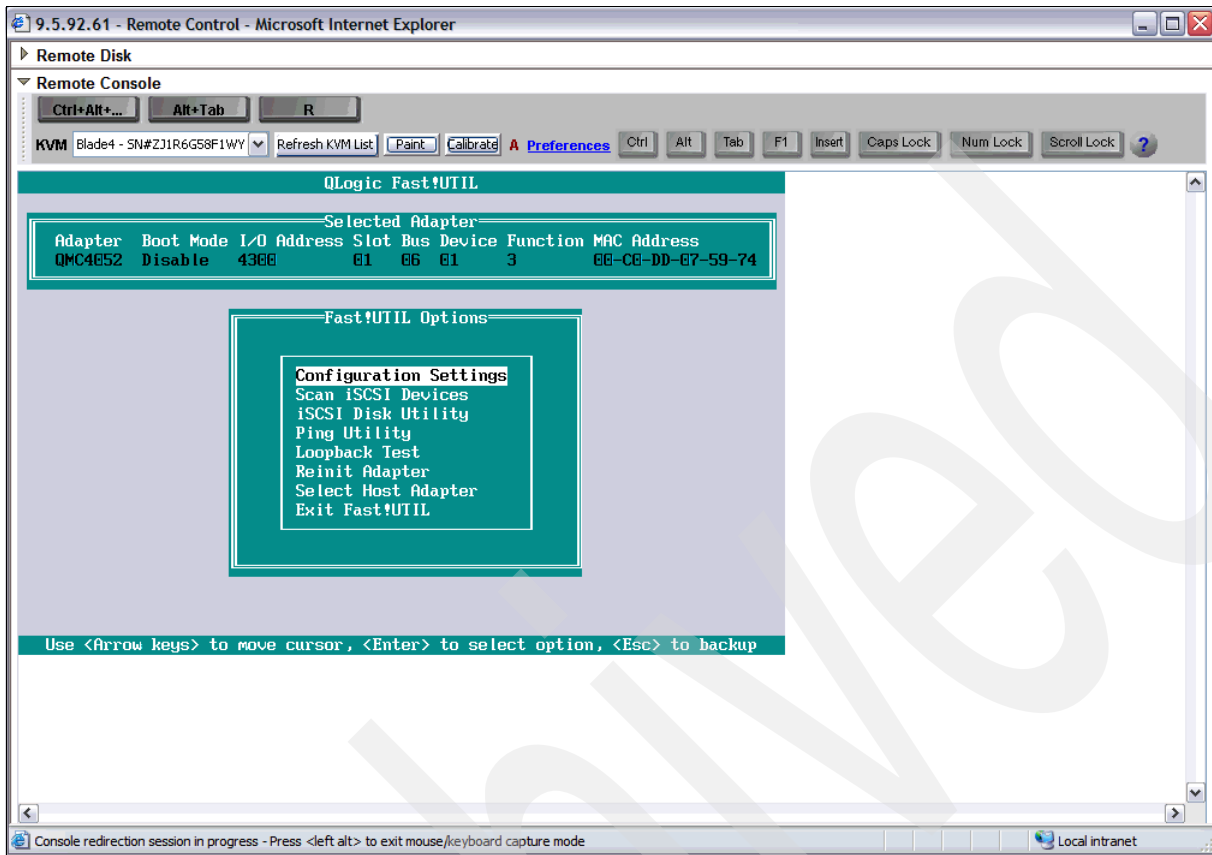 9.5.92.61 - Remote Control - Microsoft Internet Explorer
Remote Disk
Remote Console
Ctrl+Alt+... Alt+Tab R
KVM Blade4 - SN#ZJ1R6G58F1WY Refresh KVM List Paint Calibrate A Preferences Ctrl Alt Tab F1 Insert Caps Lock Num Lock Scroll Lock ?
QLogic Fast!UTIL
Selected Adapter
Adapter Boot Mode I/O Address Slot Bus Device Function MAC Address
QMC4052 Disable 4300 01 06 01 3 00-C0-DD-07-59-74
Fast!UTIL Options
Configuration Settings
Scan iSCSI Devices
iSCSI Disk Utility
Ping Utility
Loopback Test
Reinit Adapter
Select Host Adapter
Exit Fast!UTIL
Use <Arrow keys> to move cursor, <Enter> to select option, <Esc> to backup
Console redirection session in progress - Press <left alt> to exit mouse/keyboard capture mode Local intranet